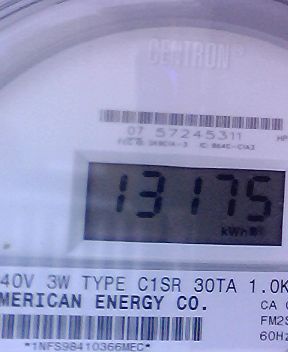 CENTRON®
07 57245311
13175
kWh
40V 3W TYPE C1SR 30TA 1.0K
MERICAN ENERGY CO.
CA
FM2S
60Hz
*1NFS98410366MEC*